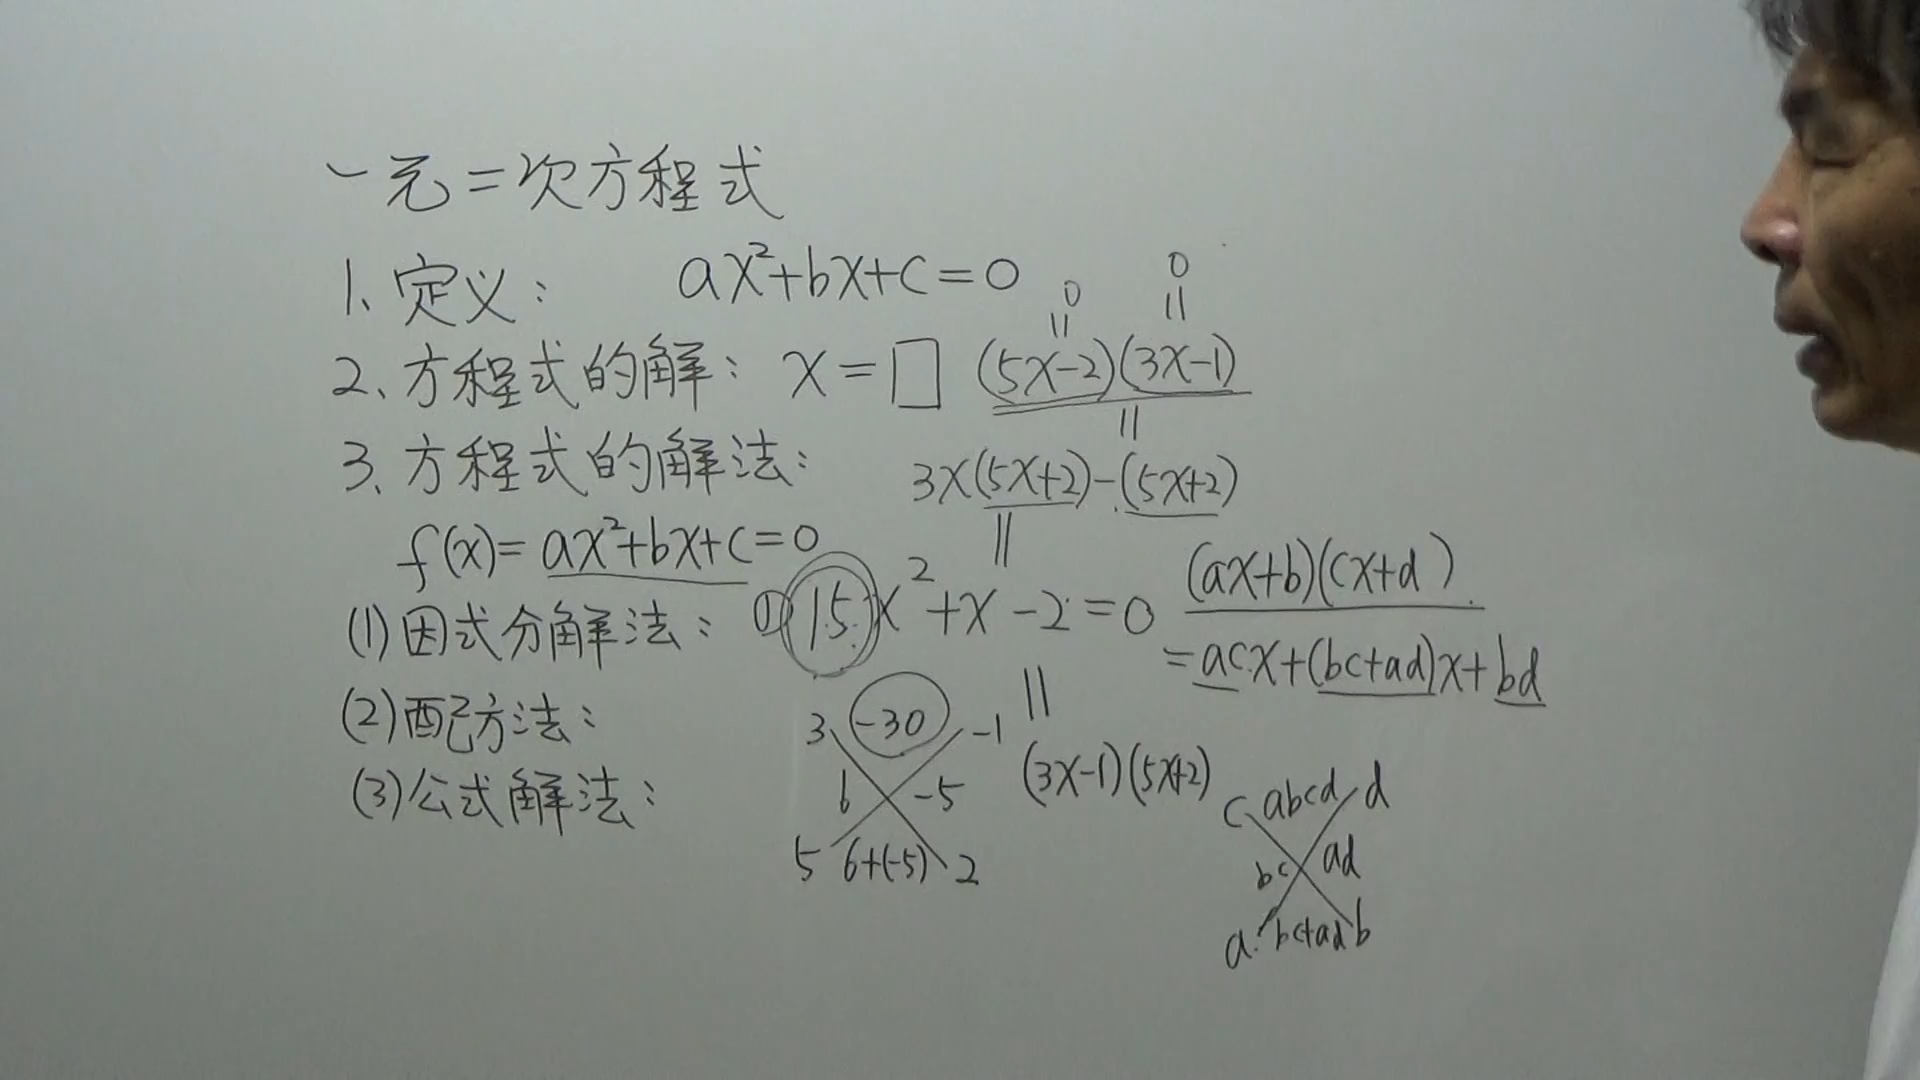 一元二次方程式
1、定义： ax²+bx+c=0
0 0
|| ||
2、方程式的解： x=□ (5x-2)(3x-1)
||
3、方程式的解法： 3x(5x+2)-(5x+2)
||
f(x)=ax²+bx+c=0
(ax+b)(cx+d)
(1)因式分解法： ①15x²+x-2=0
=acx+(bc+ad)x+bd
||
(2)配方法：
3 -30 -1
(3x-1)(5x+2)
(3)公式解法：
6 -5
5 6+(-5) 2
c abcd d
bc ad
a bc+ad b